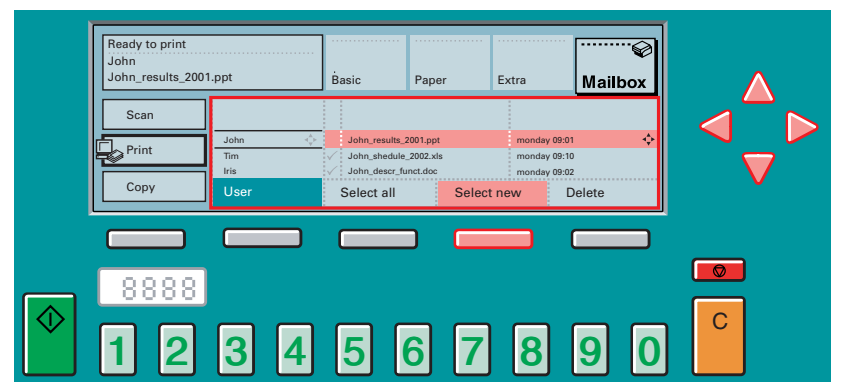 Ready to print
John
John_results_2001.ppt
Basic
Paper
Extra
Mailbox
Scan
Print
Copy
John
John_results_2001.ppt
monday 09:01
Tim
John_shedule_2002.xls
monday 09:10
Iris
John_descr_funct.doc
monday 09:02
User
Select all
Select new
Delete
8888
C
1 2 3 4 5 6 7 8 9 0